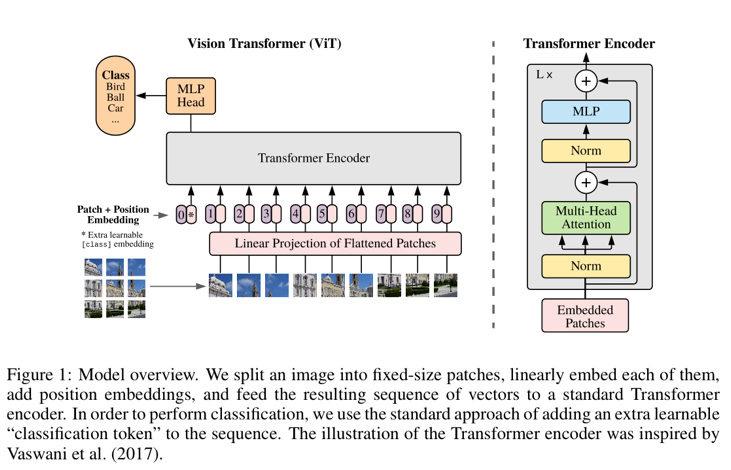 Vision Transformer (ViT)
Class
Bird
Ball
Car
...
MLP
Head
Transformer Encoder
Patch + Position
Embedding
* Extra learnable
[class] embedding
0 * 1 2 3 4 5 6 7 8 9
Linear Projection of Flattened Patches
Transformer Encoder
L x
+
MLP
Norm
+
Multi-Head
Attention
Norm
Embedded
Patches
Figure 1: Model overview. We split an image into fixed-size patches, linearly embed each of them,
add position embeddings, and feed the resulting sequence of vectors to a standard Transformer
encoder. In order to perform classification, we use the standard approach of adding an extra learnable
“classification token” to the sequence. The illustration of the Transformer encoder was inspired by
Vaswani et al. (2017).